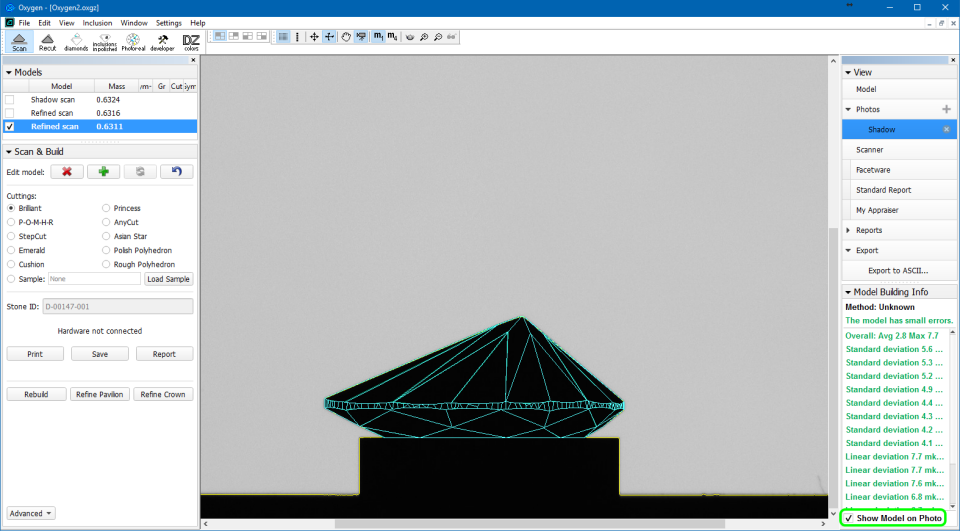 Oxygen - [Oxygen2.oxgz]
File Edit View Inclusion Window Settings Help
Scan Recut diamonds inclusions in polished Photoreal developer DZ colors
m1 m4
Models
Model Mass Gr Cut
Shadow scan 0.6324
Refined scan 0.6316
Refined scan 0.6311
Scan & Build
Edit model:
Cuttings:
Brilliant Princess
P-O-M-H-R AnyCut
StepCut Asian Star
Emerald Polish Polyhedron
Cushion Rough Polyhedron
Sample: None Load Sample
Stone ID: D-00147-001
Hardware not connected
Print Save Report
Rebuild Refine Pavilion Refine Crown
Advanced
View
Model
Photos
Shadow
Scanner
Facetware
Standard Report
My Appraiser
Reports
Export
Export to ASCII...
Model Building Info
Method: Unknown
The model has small errors.
Overall: Avg 2.8 Max 7.7
Standard deviation 5.6 ...
Standard deviation 5.3 ...
Standard deviation 5.2 ...
Standard deviation 4.9 ...
Standard deviation 4.4 ...
Standard deviation 4.3 ...
Standard deviation 4.2 ...
Standard deviation 4.1 ...
Linear deviation 7.7 mk...
Linear deviation 7.7 mk...
Linear deviation 7.6 mk...
Linear deviation 6.8 mk...
Show Model on Photo